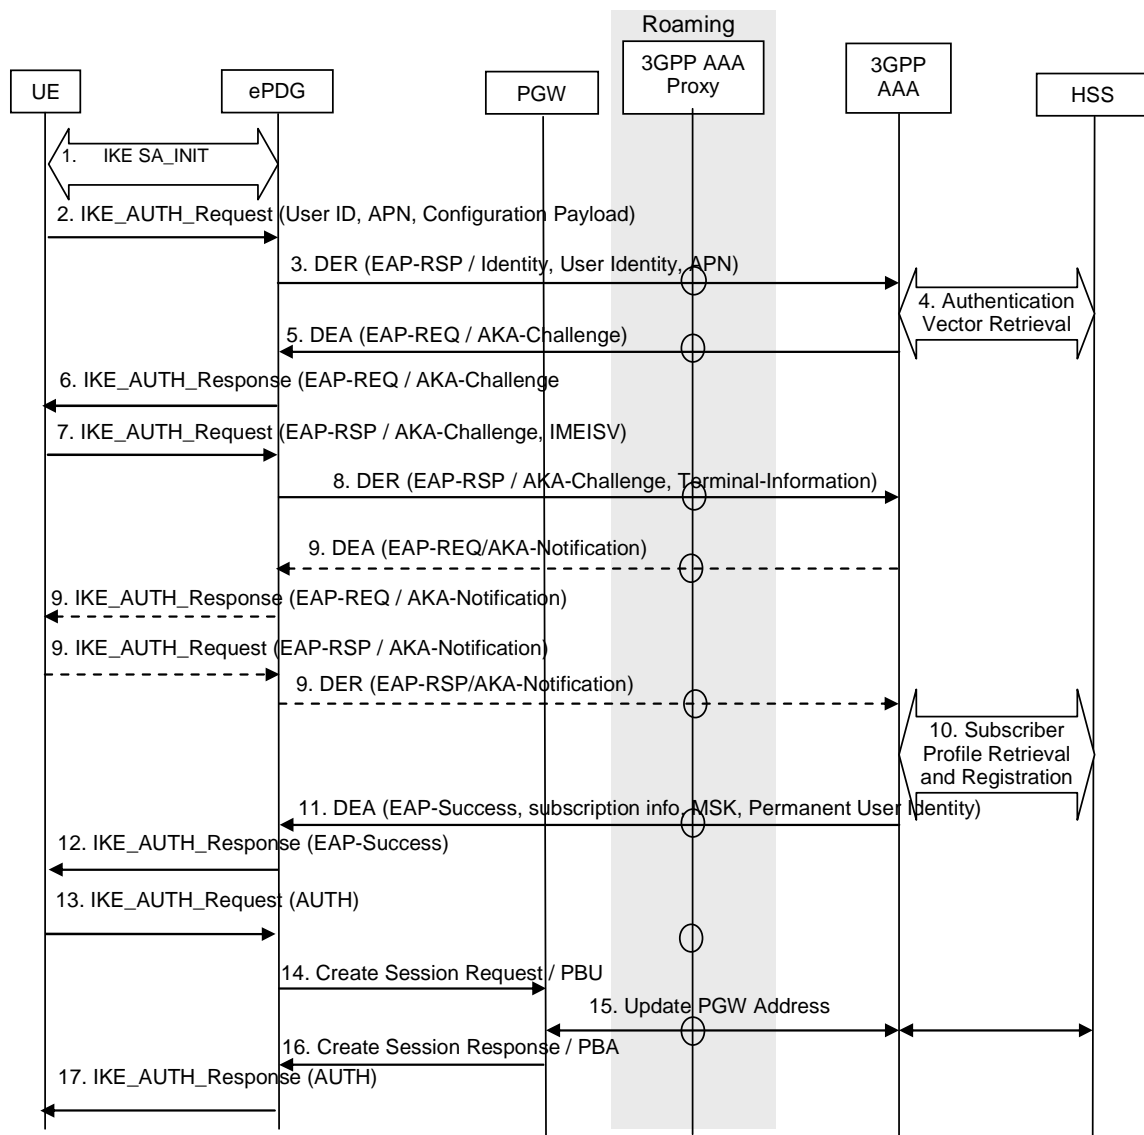 Roaming
UE
ePDG
PGW
3GPP AAA
Proxy
3GPP
AAA
HSS
1. IKE SA_INIT
2. IKE_AUTH_Request (User ID, APN, Configuration Payload)
3. DER (EAP-RSP / Identity, User Identity, APN)
4. Authentication
Vector Retrieval
5. DEA (EAP-REQ / AKA-Challenge)
6. IKE_AUTH_Response (EAP-REQ / AKA-Challenge
7. IKE_AUTH_Request (EAP-RSP / AKA-Challenge, IMEISV)
8. DER (EAP-RSP / AKA-Challenge, Terminal-Information)
9. DEA (EAP-REQ/AKA-Notification)
9. IKE_AUTH_Response (EAP-REQ / AKA-Notification)
9. IKE_AUTH_Request (EAP-RSP / AKA-Notification)
9. DER (EAP-RSP/AKA-Notification)
10. Subscriber
Profile Retrieval
and Registration
11. DEA (EAP-Success, subscription info, MSK, Permanent User Identity)
12. IKE_AUTH_Response (EAP-Success)
13. IKE_AUTH_Request (AUTH)
14. Create Session Request / PBU
15. Update PGW Address
16. Create Session Response / PBA
17. IKE_AUTH_Response (AUTH)